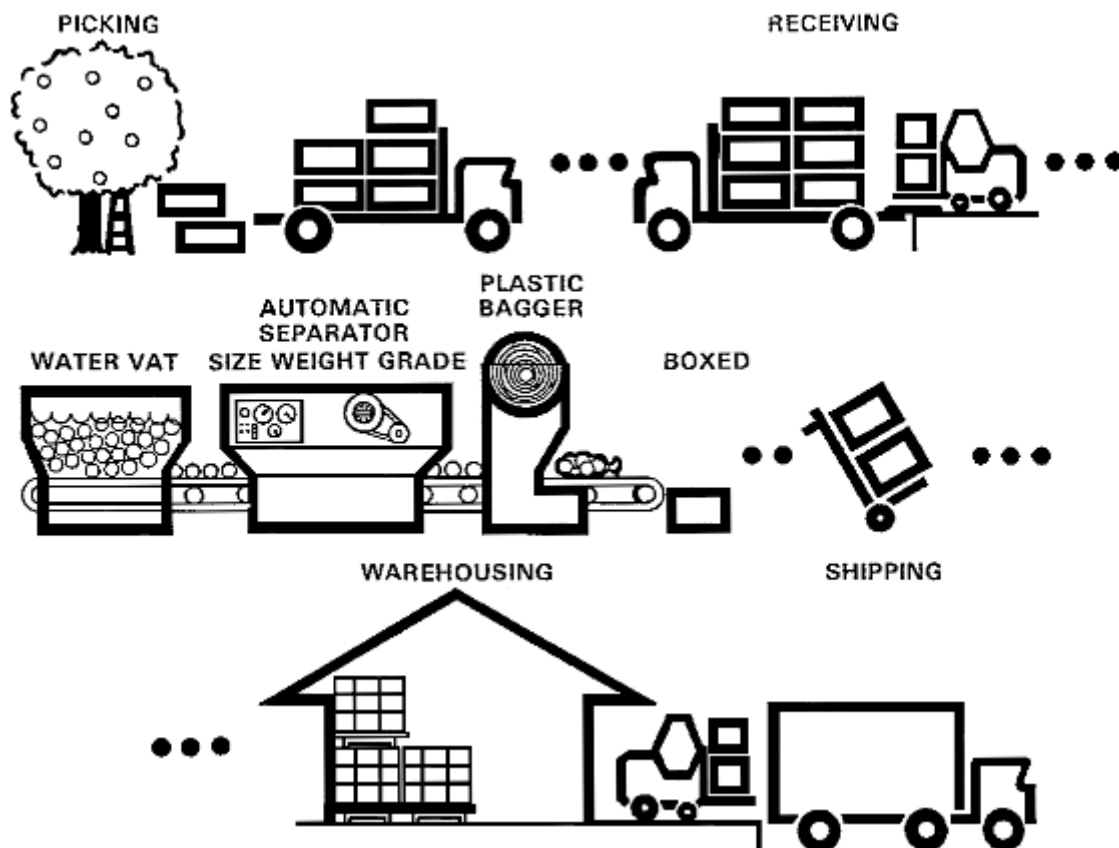 PICKING
RECEIVING
PLASTIC
BAGGER
AUTOMATIC
SEPARATOR
WATER VAT
SIZE WEIGHT GRADE
BOXED
WAREHOUSING
SHIPPING